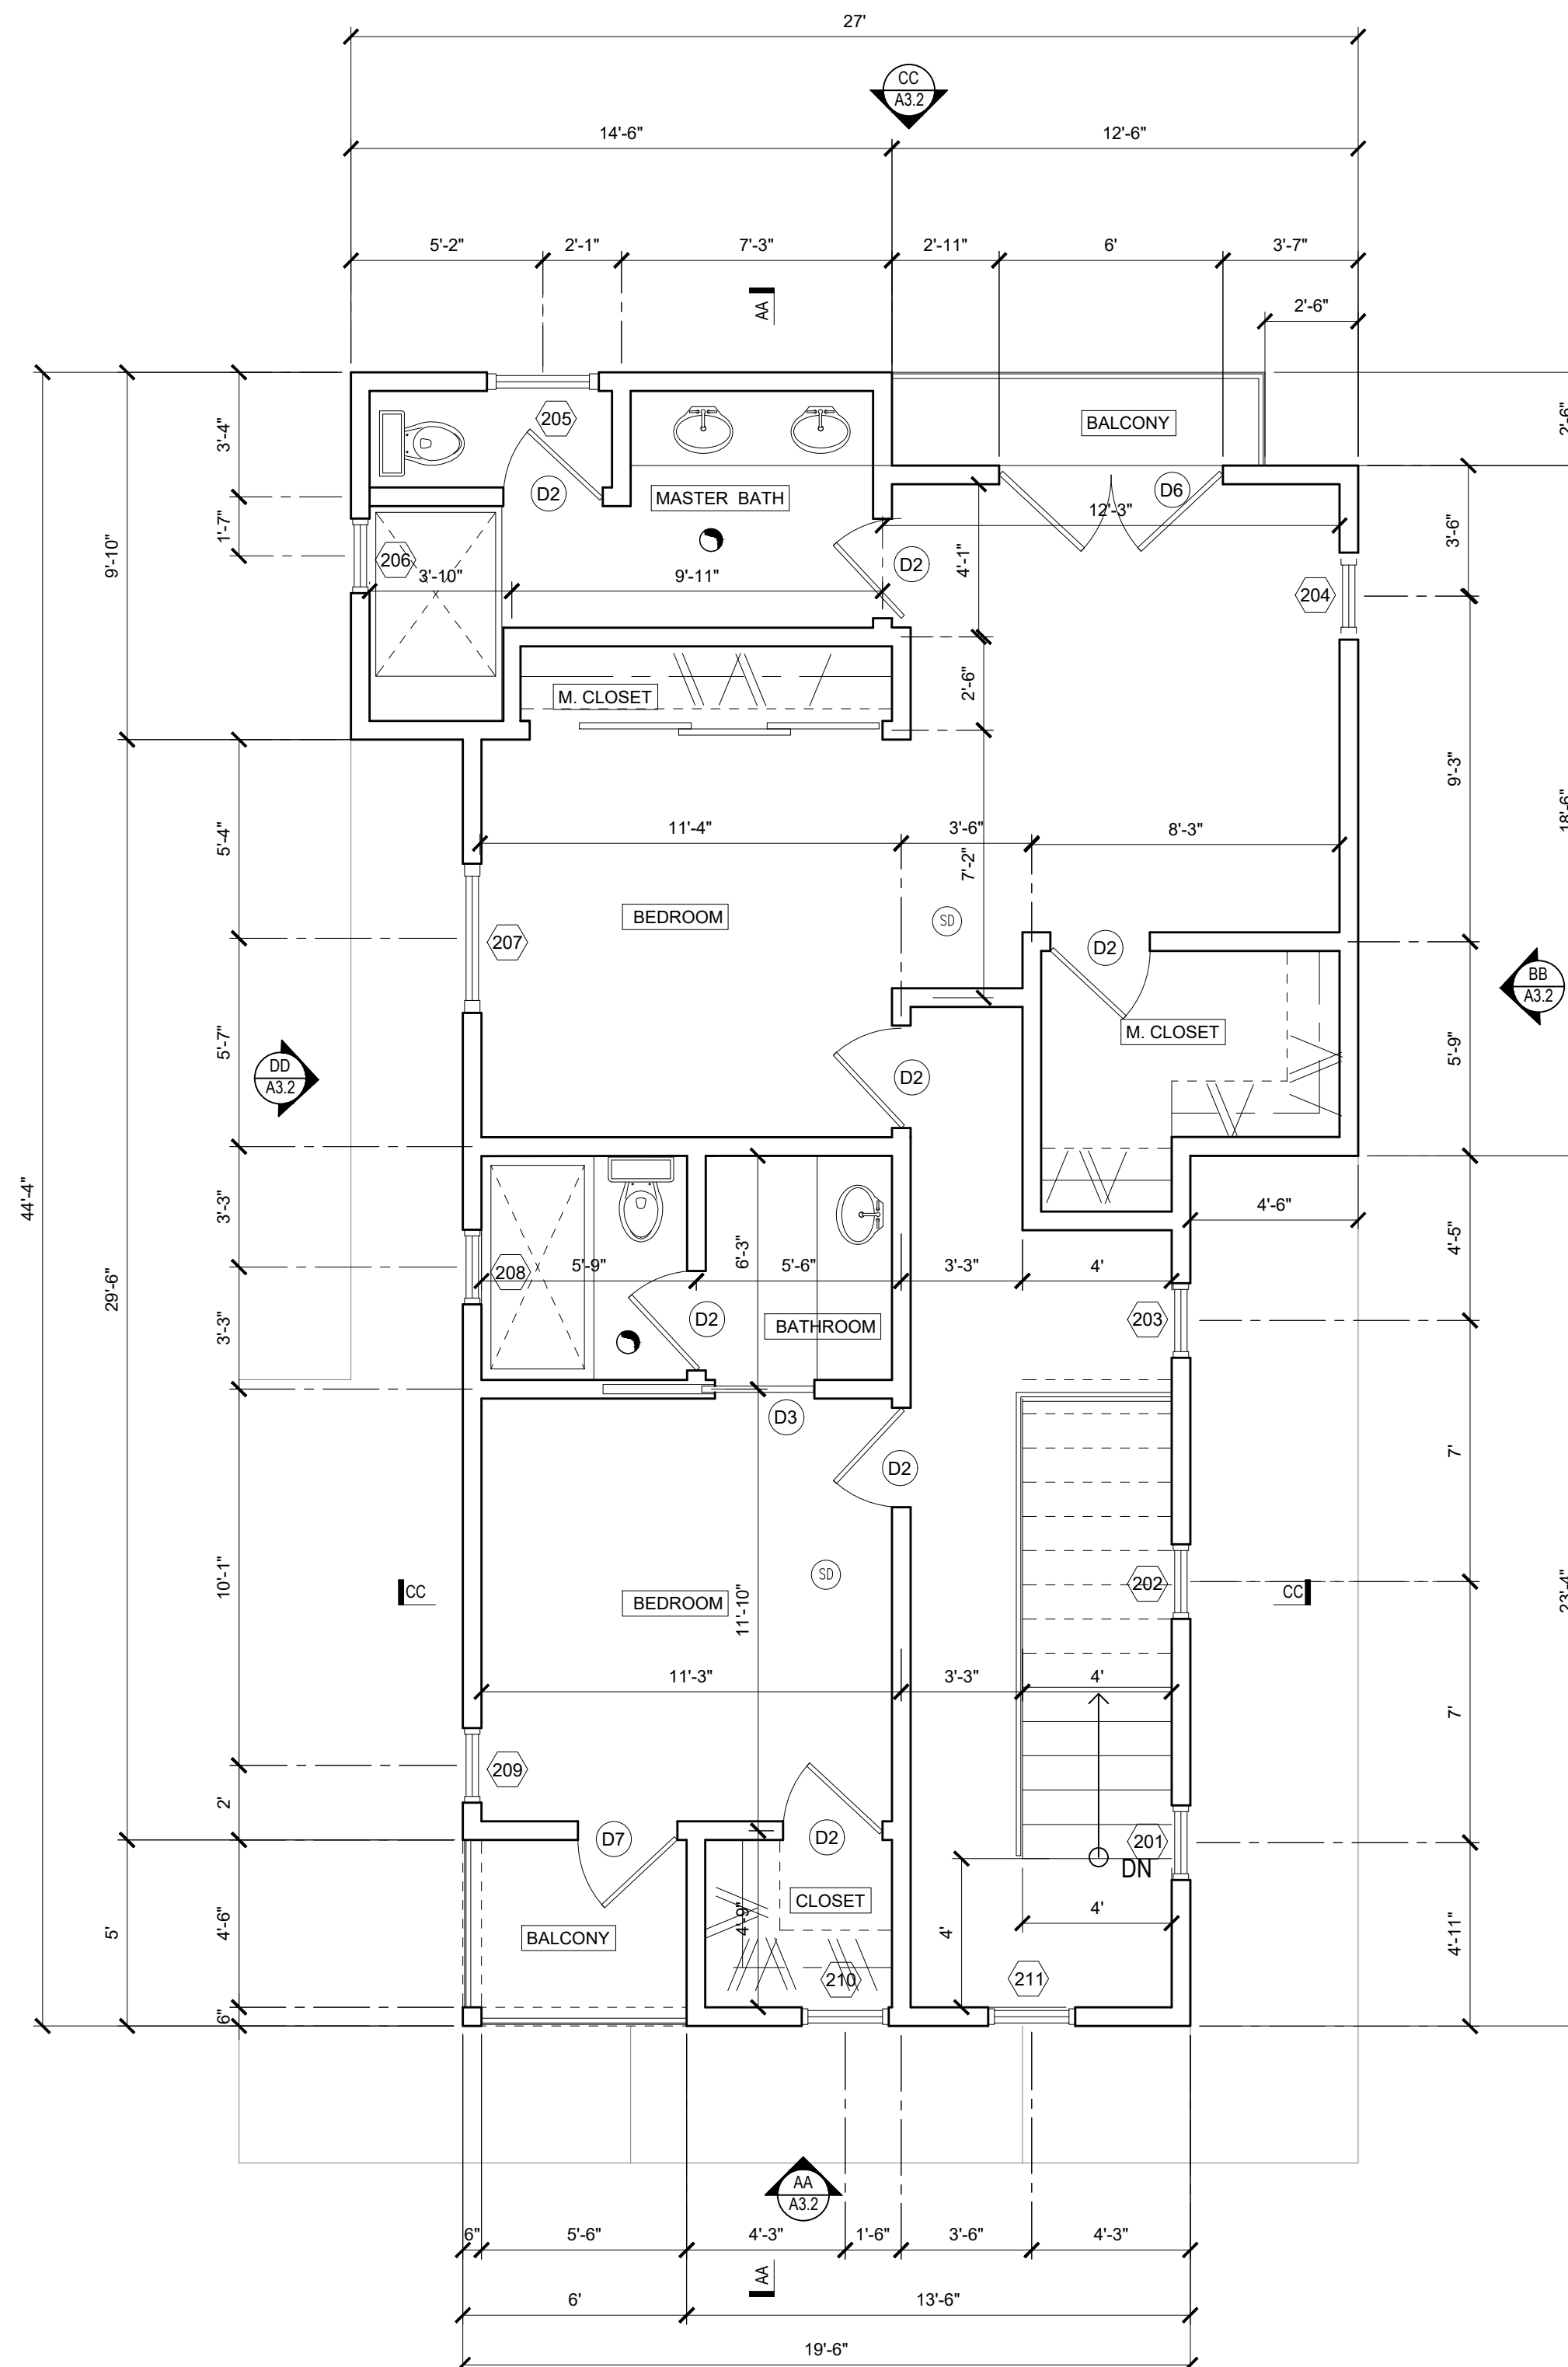 27'
CC
A3.2
14'-6"
12'-6"
5'-2"
2'-1"
7'-3"
2'-11"
6'
3'-7"
AA
2'-6"
205
BALCONY
2'-6"
3'-4"
D2
MASTER BATH
D6
12'-3"
3'-6"
1'-7"
9'-10"
206
3'-10"
9'-11"
D2
4'-1"
204
M. CLOSET
2'-6"
9'-3"
18'-6"
5'-4"
11'-4"
3'-6"
8'-3"
7'-2"
BEDROOM
SD
207
D2
BB
A3.2
5'-7"
M. CLOSET
5'-9"
DD
A3.2
D2
44'-4"
29'-6"
3'-3"
4'-6"
4'-5"
208
5'-9"
6'-3"
5'-6"
3'-3"
4'
3'-3"
D2
BATHROOM
203
D3
7'
D2
10'-1"
SD
CC
202
CC
23'-4"
BEDROOM
11'-10"
11'-3"
3'-3"
4'
7'
209
2'
D7
D2
201
DN
CLOSET
4'
5'
4'-6"
BALCONY
4'-9"
4'
4'-11"
210
211
6"
AA
A3.2
6"
5'-6"
4'-3"
1'-6"
3'-6"
4'-3"
AA
6'
13'-6"
19'-6"